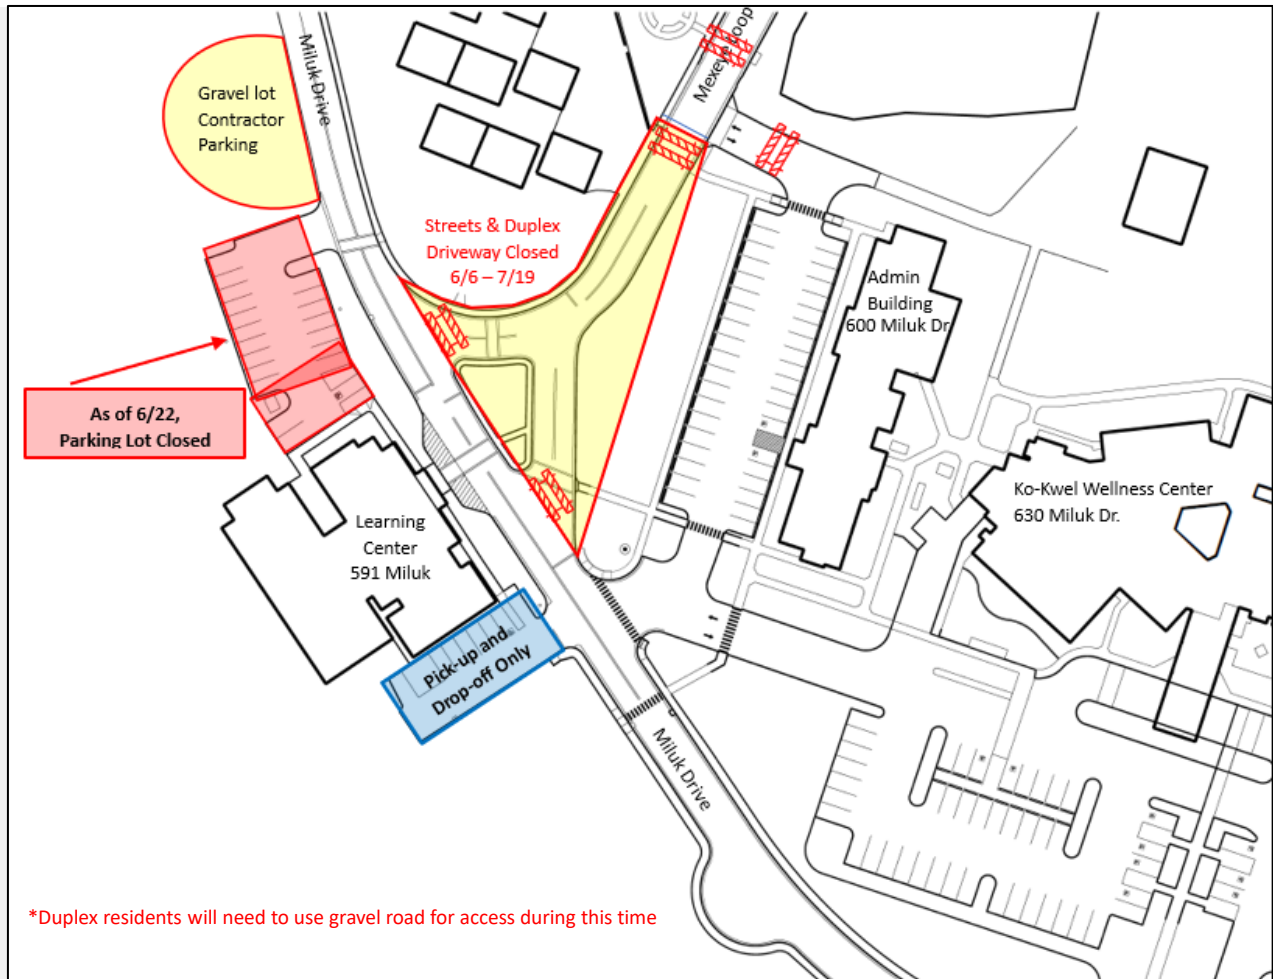 Miluk Drive
Mexeye Loop
Gravel lot
Contractor
Parking
Streets & Duplex
Driveway Closed
6/6 – 7/19
Admin
Building
600 Miluk Dr
As of 6/22,
Parking Lot Closed
Ko-Kwel Wellness Center
630 Miluk Dr.
Learning
Center
591 Miluk
Pick-up and
Drop-off Only
Miluk Drive
*Duplex residents will need to use gravel road for access during this time